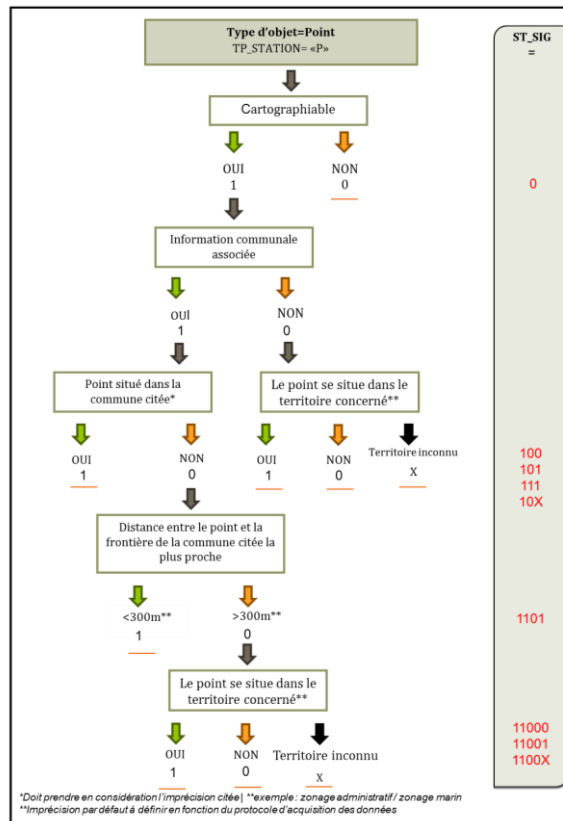 Type d'objet=Point
TP_STATION= «P»
ST_SIG
=
Cartographiable
OUI
1
NON
0
0
Information communale
associée
OUI
1
NON
0
Point situé dans la
commune citée*
Le point se situe dans le
territoire concerné**
OUI
1
NON
0
OUI
1
NON
0
Territoire inconnu
X
100
101
111
10X
Distance entre le point et la
frontière de la commune citée la
plus proche
<300m**
1
>300m**
0
1101
Le point se situe dans le
territoire concerné**
OUI
1
NON
0
Territoire inconnu
X
11000
11001
1100X
*Doit prendre en considération l'imprécision citée| **exemple : zonage administratif / zonage marin
**Imprécision par défaut à définir en fonction du protocole d'acquisition des données